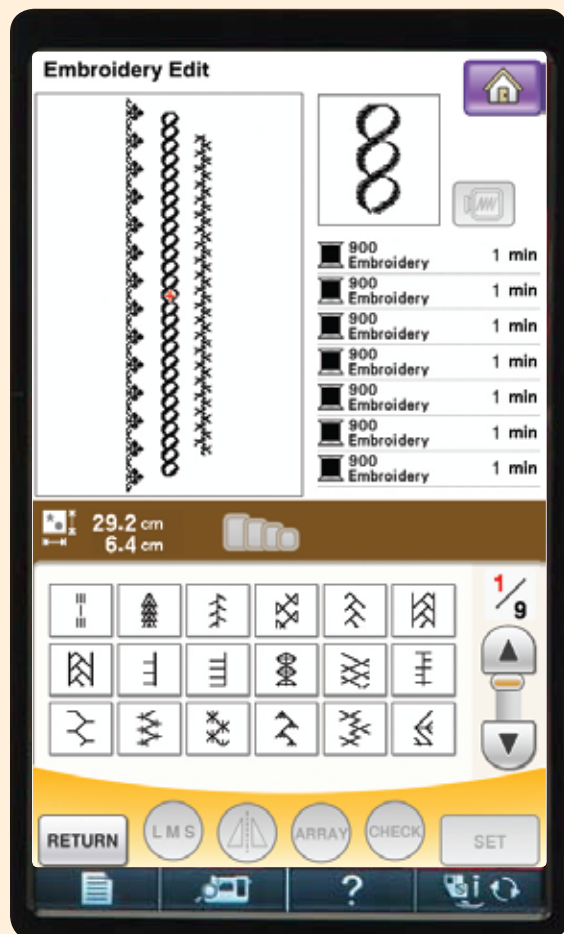 Embroidery Edit
900
Embroidery 1 min
900
Embroidery 1 min
900
Embroidery 1 min
900
Embroidery 1 min
900
Embroidery 1 min
900
Embroidery 1 min
900
Embroidery 1 min
29.2 cm
6.4 cm
1/9
RETURN
LMS
ARRAY
CHECK
SET
?